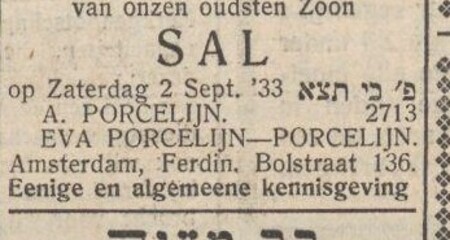 van onzen oudsten Zoon
SAL
op Zaterdag 2 Sept. '33 פ' כי תצא
A. PORCELIJN. 2713
EVA PORCELIJN—PORCELIJN.
Amsterdam, Ferdin. Bolstraat 136.
Eenige en algemeene kennisgeving